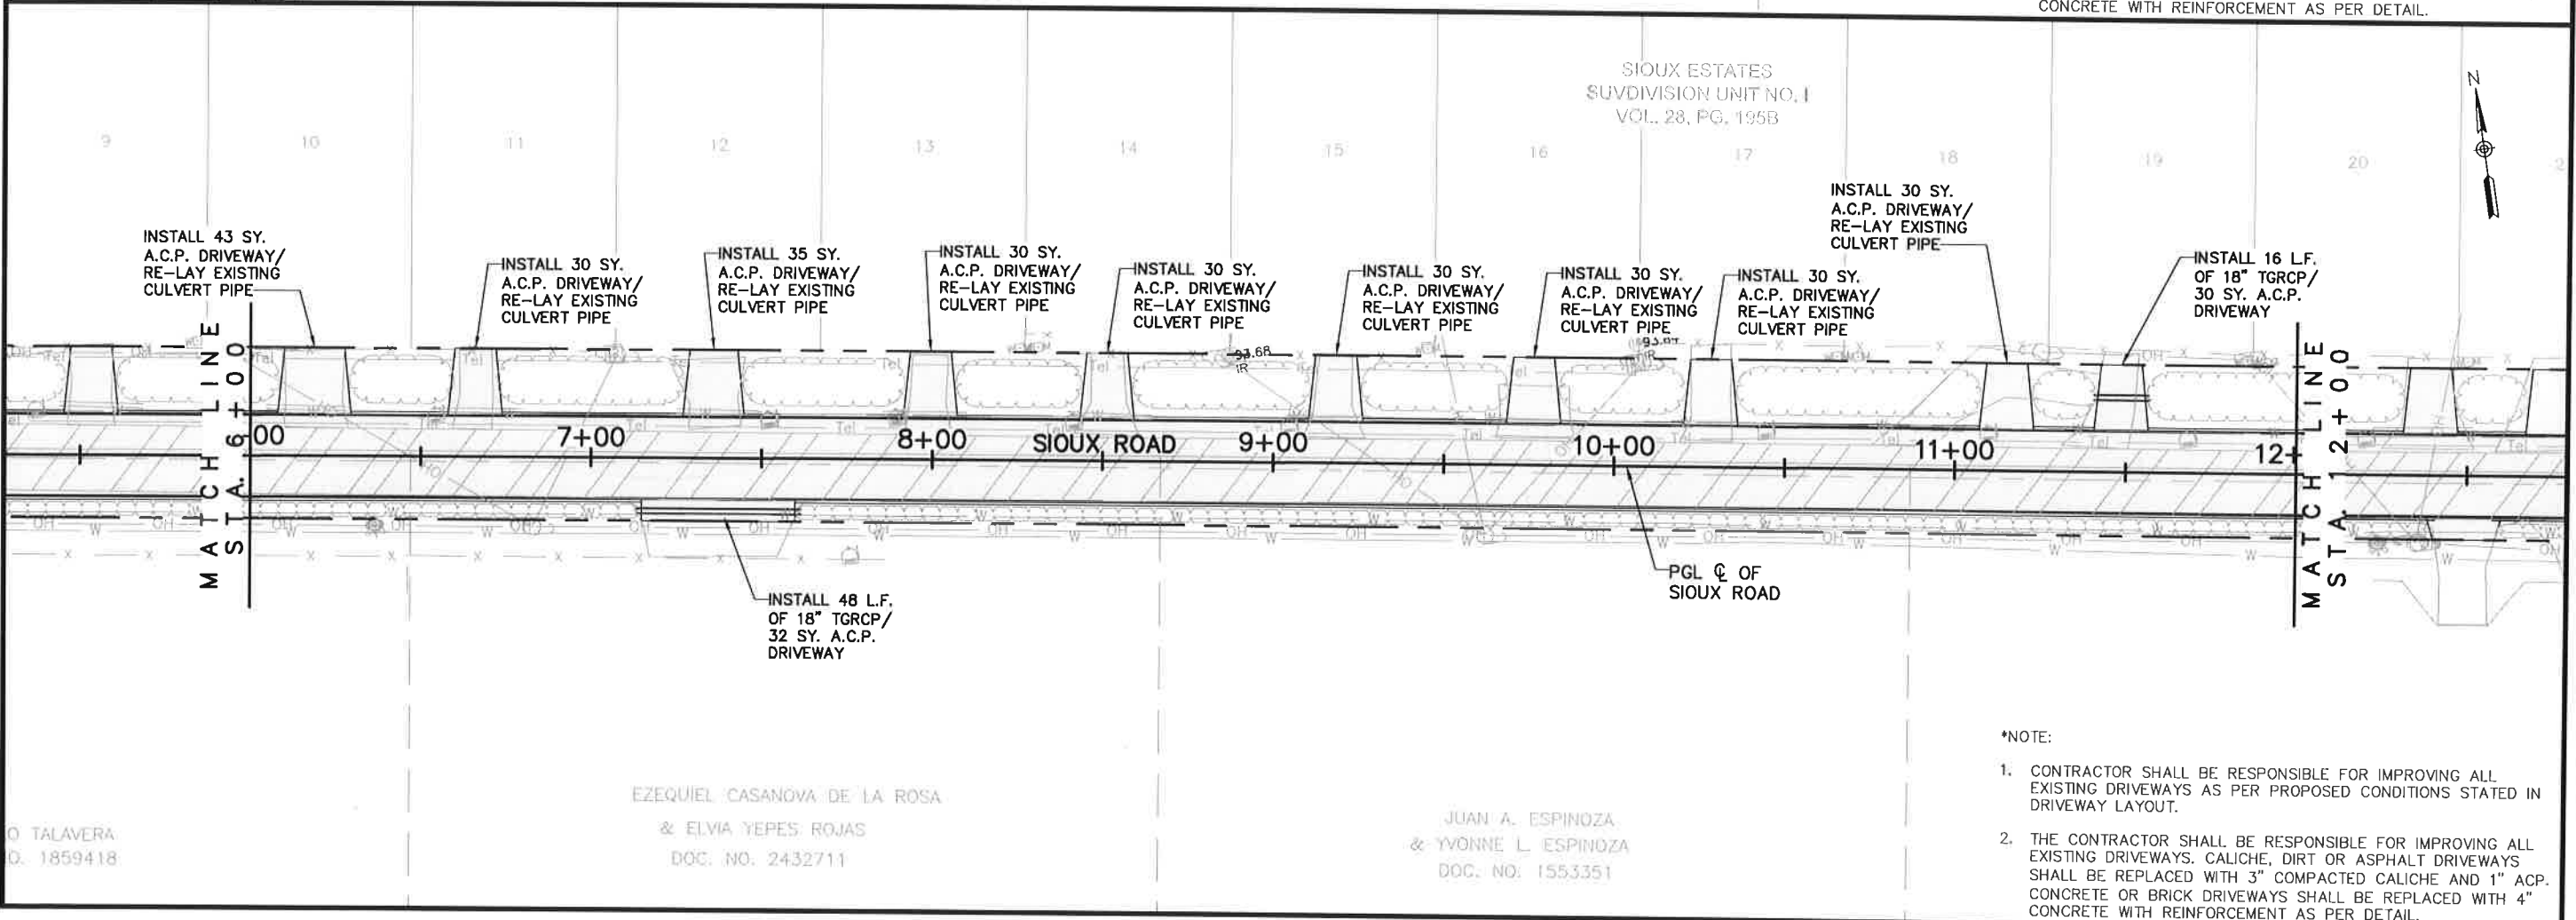 CONCRETE WITH REINFORCEMENT AS PER DETAIL.
SIOUX ESTATES
SUVDIVISION UNIT NO. 1
VOL. 28, PG. 195B
N
9
10
11
12
13
14
15
16
17
18
19
20
2
INSTALL 43 SY.
A.C.P. DRIVEWAY/
RE-LAY EXISTING
CULVERT PIPE
INSTALL 30 SY.
A.C.P. DRIVEWAY/
RE-LAY EXISTING
CULVERT PIPE
INSTALL 35 SY.
A.C.P. DRIVEWAY/
RE-LAY EXISTING
CULVERT PIPE
INSTALL 30 SY.
A.C.P. DRIVEWAY/
RE-LAY EXISTING
CULVERT PIPE
INSTALL 30 SY.
A.C.P. DRIVEWAY/
RE-LAY EXISTING
CULVERT PIPE
INSTALL 30 SY.
A.C.P. DRIVEWAY/
RE-LAY EXISTING
CULVERT PIPE
INSTALL 30 SY.
A.C.P. DRIVEWAY/
RE-LAY EXISTING
CULVERT PIPE
INSTALL 30 SY.
A.C.P. DRIVEWAY/
RE-LAY EXISTING
CULVERT PIPE
INSTALL 30 SY.
A.C.P. DRIVEWAY/
RE-LAY EXISTING
CULVERT PIPE
INSTALL 16 L.F.
OF 18" TGRCP/
30 SY. A.C.P.
DRIVEWAY
93.68
IR
MATCH LINE
STA. 6+00
00
7+00
8+00
SIOUX ROAD
9+00
10+00
11+00
12+
MATCH LINE
STA. 12+00
PGL ℄ OF
SIOUX ROAD
INSTALL 48 L.F.
OF 18" TGRCP/
32 SY. A.C.P.
DRIVEWAY
O TALAVERA
O. 1859418
EZEQUIEL CASANOVA DE LA ROSA
& ELVIA YEPES ROJAS
DOC. NO. 2432711
JUAN A. ESPINOZA
& YVONNE L. ESPINOZA
DOC. NO. 1553351
*NOTE:
1. CONTRACTOR SHALL BE RESPONSIBLE FOR IMPROVING ALL
EXISTING DRIVEWAYS AS PER PROPOSED CONDITIONS STATED IN
DRIVEWAY LAYOUT.
2. THE CONTRACTOR SHALL BE RESPONSIBLE FOR IMPROVING ALL
EXISTING DRIVEWAYS. CALICHE, DIRT OR ASPHALT DRIVEWAYS
SHALL BE REPLACED WITH 3" COMPACTED CALICHE AND 1" ACP.
CONCRETE OR BRICK DRIVEWAYS SHALL BE REPLACED WITH 4"
CONCRETE WITH REINFORCEMENT AS PER DETAIL.